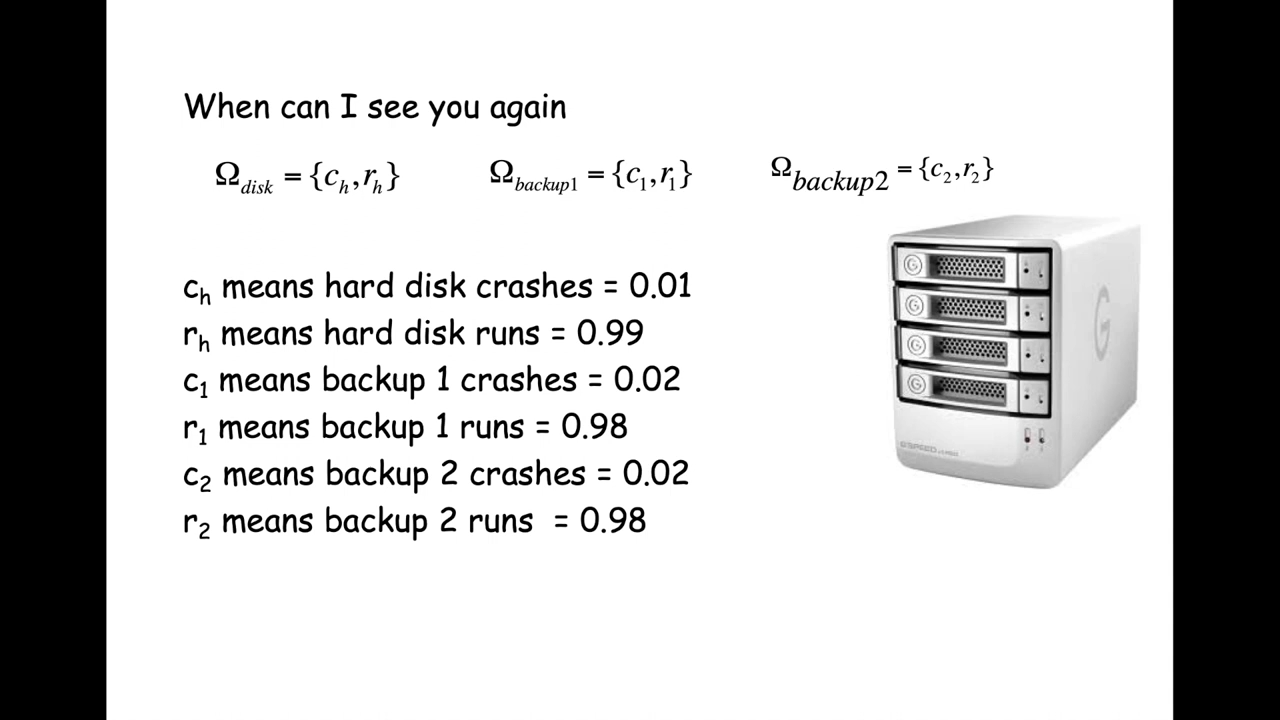 When can I see you again
Ω_disk = {c_h, r_h} Ω_backup1 = {c_1, r_1} Ω_backup2 = {c_2, r_2}
c_h means hard disk crashes = 0.01
r_h means hard disk runs = 0.99
c_1 means backup 1 crashes = 0.02
r_1 means backup 1 runs = 0.98
c_2 means backup 2 crashes = 0.02
r_2 means backup 2 runs = 0.98
G